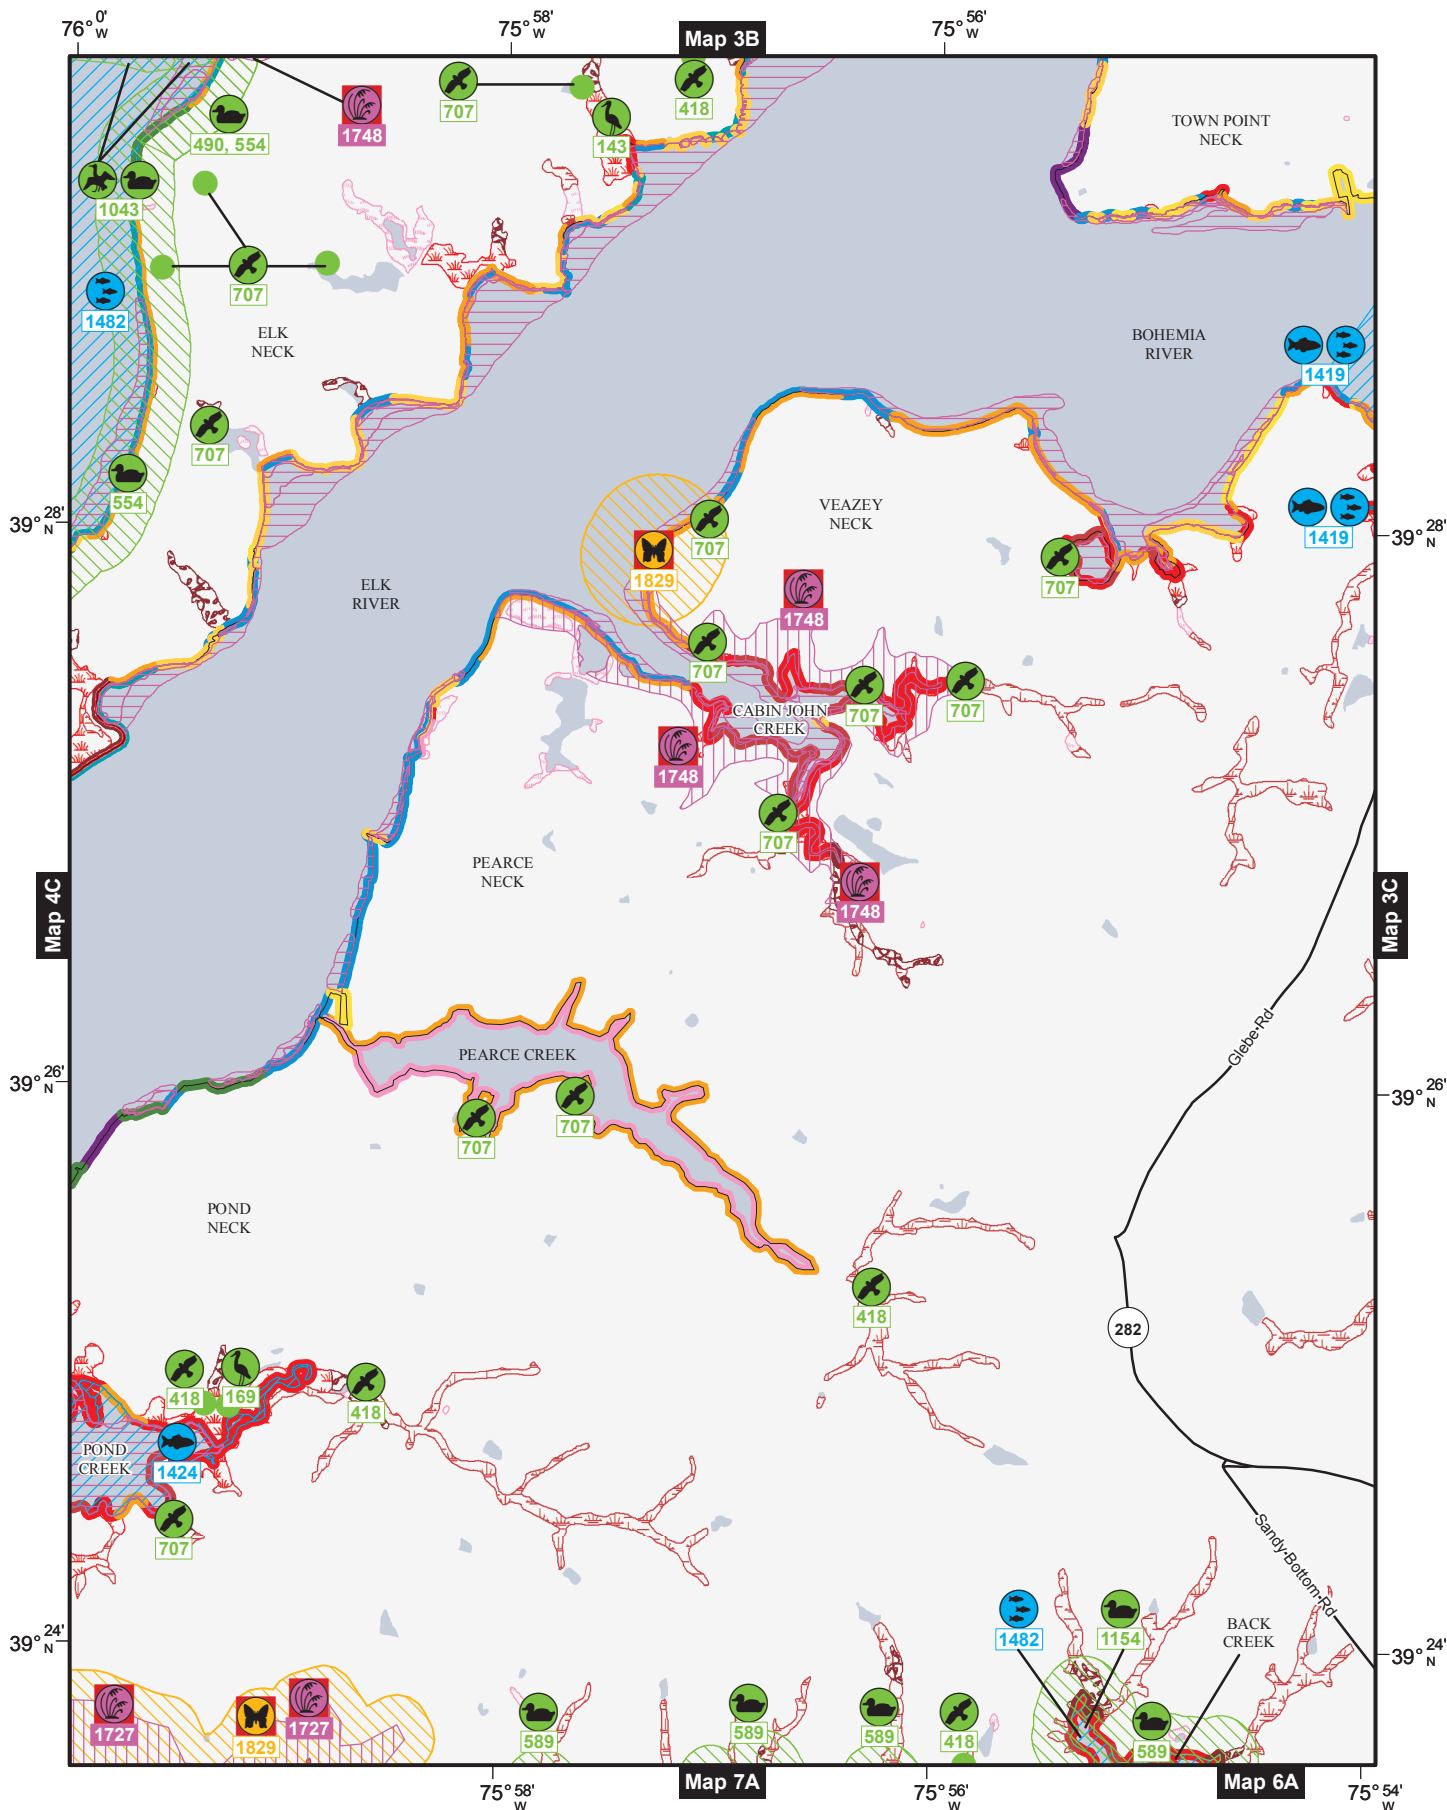 76° 0' W
75° 58' W
75° 56' W
Map 3B
707
418
TOWN POINT
NECK
490, 554
1748
143
1043
707
1482
ELK
NECK
BOHEMIA
RIVER
1419
707
554
VEAZEY
NECK
1419
39° 28' N
39° 28' N
707
1829
707
ELK
RIVER
1748
707
707
707
CABIN JOHN
CREEK
1748
707
PEARCE
NECK
1748
Map 4C
Map 3C
Glebe Rd
PEARCE CREEK
39° 26' N
39° 26' N
707
707
POND
NECK
418
282
418
169
418
POND
CREEK
1424
707
Sandy Bottom Rd
39° 24' N
39° 24' N
1482
1154
BACK
CREEK
1727
1829
1727
589
589
589
418
589
75° 58' W
Map 7A
75° 56' W
Map 6A
75° 54' W